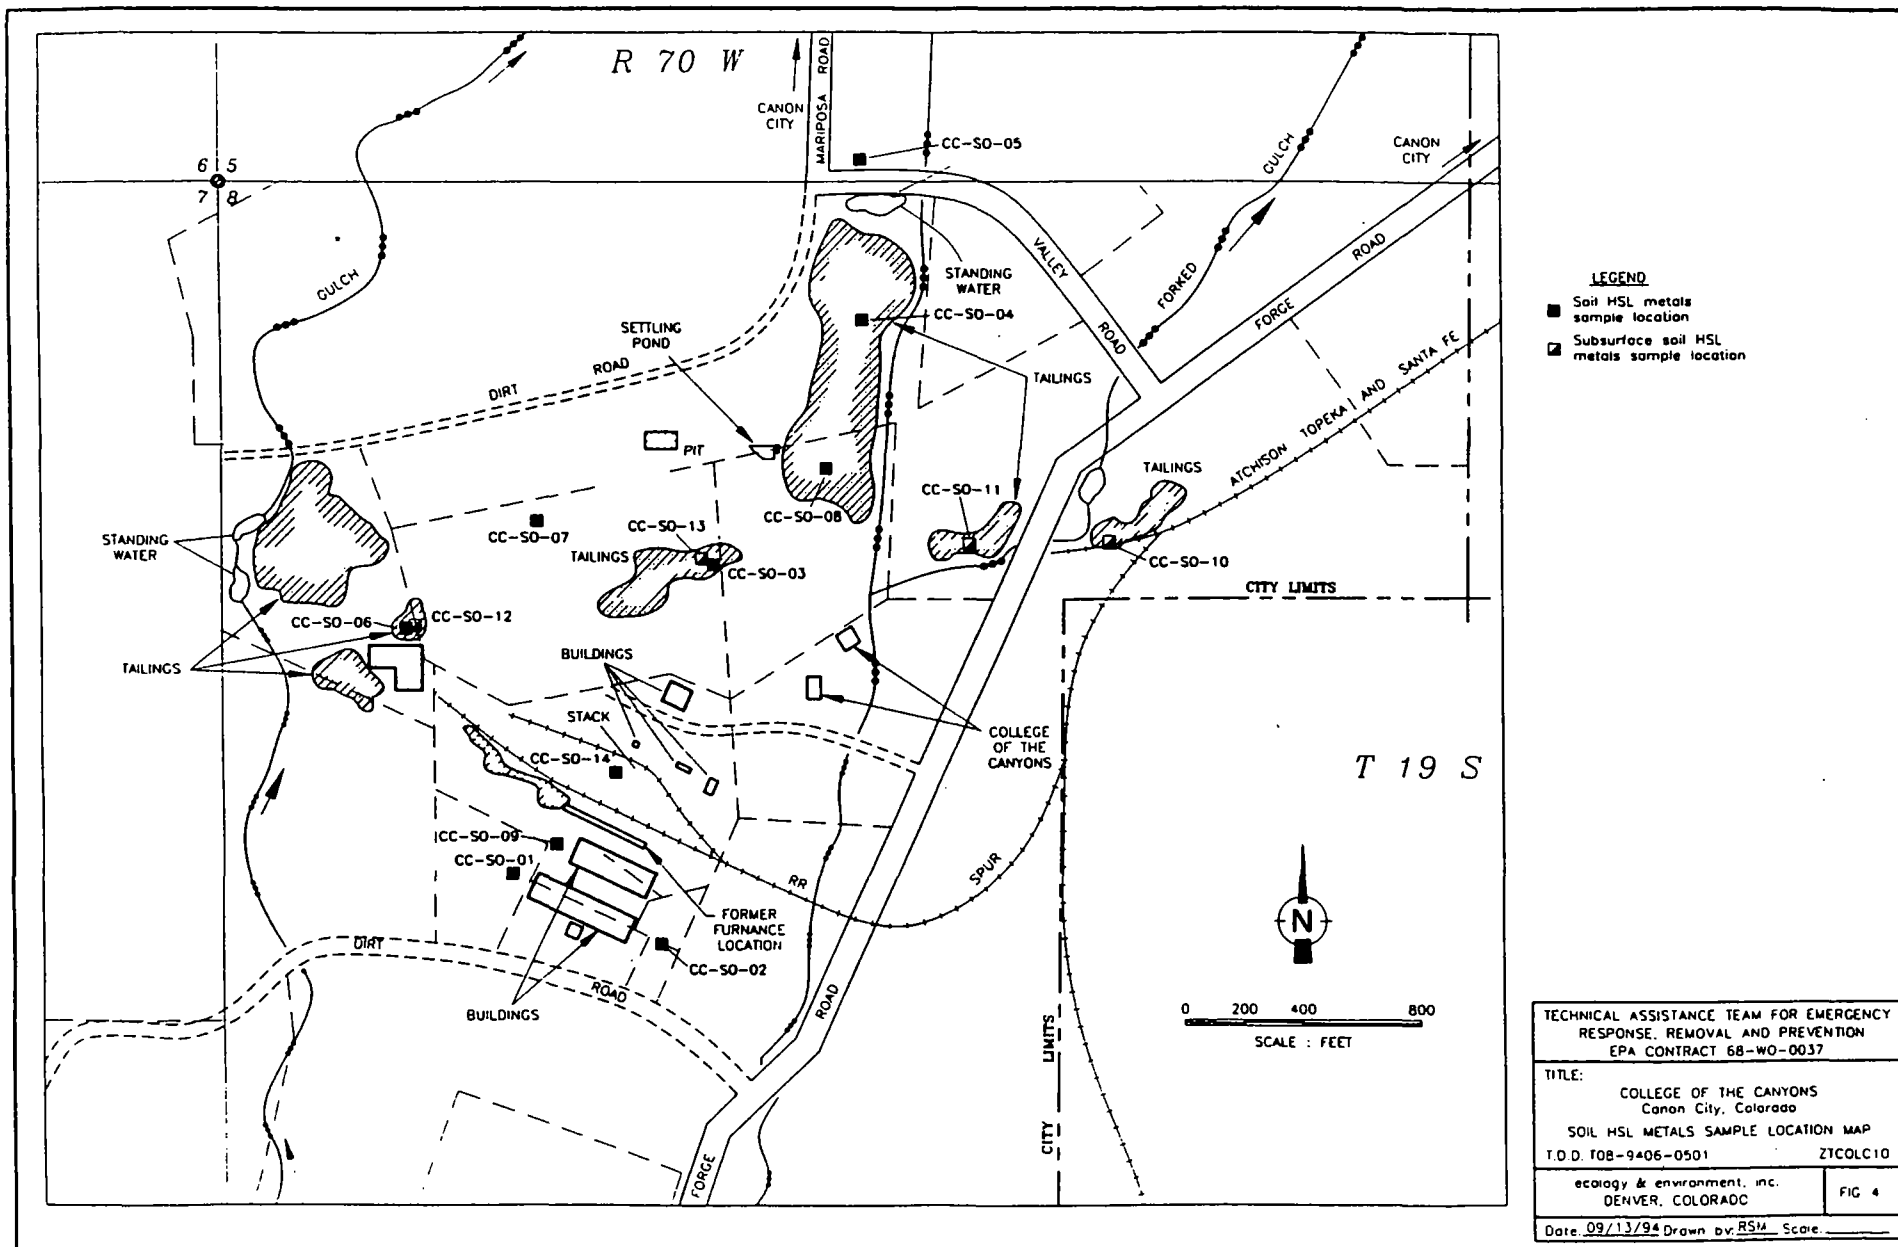 R 70 W
CANON
CITY
MARIPOSA ROAD
CC-SO-05
GULCH
CANON
CITY
6 5
7 8
GULCH
VALLEY
ROAD
STANDING
WATER
FORKED
FORGE
ROAD
SETTLING
POND
CC-SO-04
DIRT
ROAD
TAILINGS
ATCHISON TOPEKA AND SANTA FE
PIT
TAILINGS
CC-SO-11
CC-SO-08
CC-SO-07
CC-SO-13
TAILINGS
CC-SO-03
STANDING
WATER
CC-SO-10
CITY LIMITS
CC-SO-06
CC-SO-12
TAILINGS
BUILDINGS
STACK
CC-SO-14
COLLEGE
OF THE
CANYONS
T 19 S
CC-SO-09
CC-SO-01
RR
SPUR
FORMER
FURNANCE
LOCATION
DIRT
ROAD
CC-SO-02
BUILDINGS
ROAD
FORGE
CITY LIMITS
N
0 200 400 800
SCALE : FEET
LEGEND
Soil HSL metals
sample location
Subsurface soil HSL
metals sample location
TECHNICAL ASSISTANCE TEAM FOR EMERGENCY
RESPONSE, REMOVAL AND PREVENTION
EPA CONTRACT 68-WO-0037
TITLE:
COLLEGE OF THE CANYONS
Canon City, Colorado
SOIL HSL METALS SAMPLE LOCATION MAP
T.D.D. T08-9406-0501 ZTCOLC10
ecology & environment, inc.
DENVER, COLORADO
FIG 4
Date: 09/13/94 Drawn by: RSM Scale: